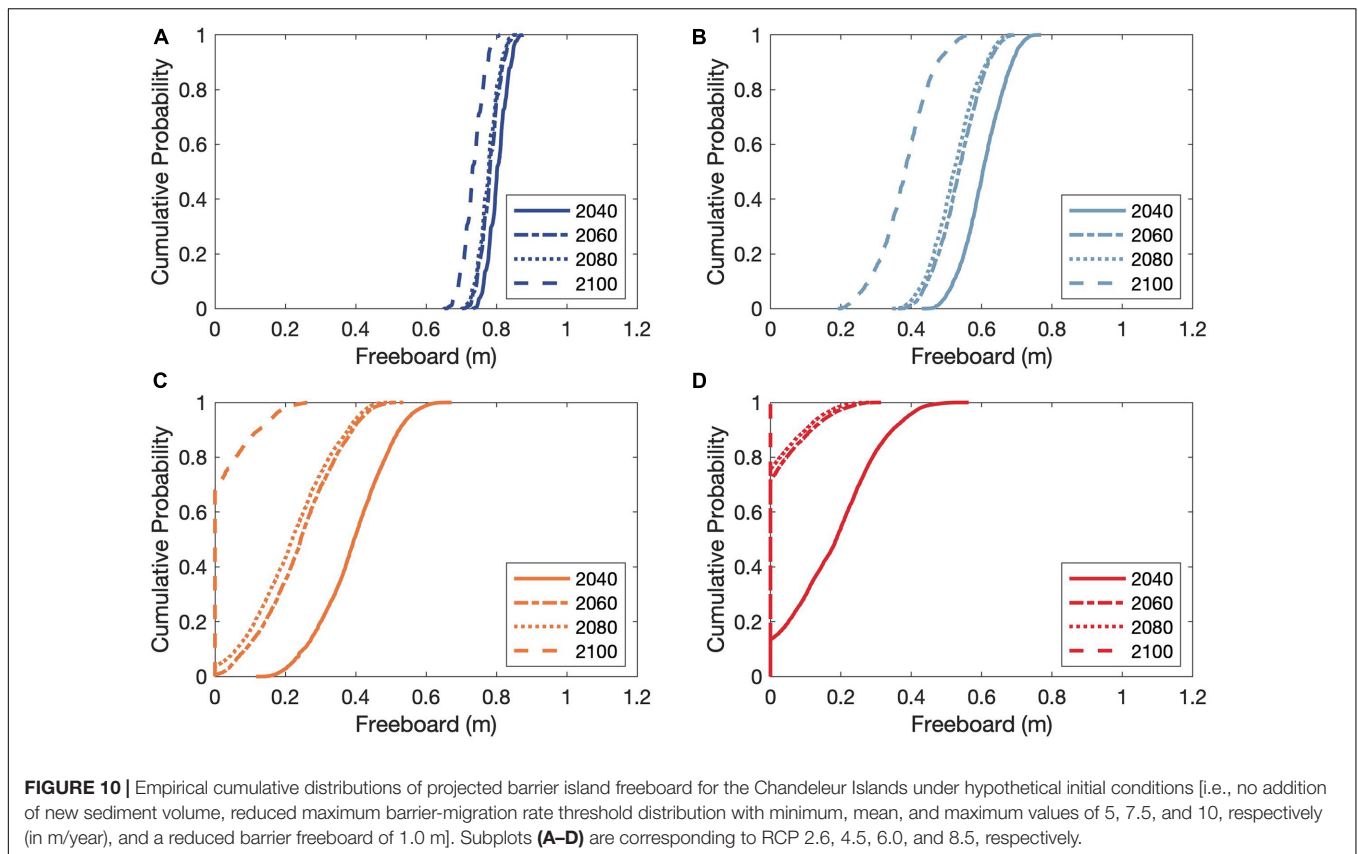 A
1
0.8
0.6
0.4
0.2
0
Cumulative Probability
2040
2060
2080
2100
0 0.2 0.4 0.6 0.8 1 1.2
Freeboard (m)
B
1
0.8
0.6
0.4
0.2
0
Cumulative Probability
2040
2060
2080
2100
0 0.2 0.4 0.6 0.8 1 1.2
Freeboard (m)
C
1
0.8
0.6
0.4
0.2
0
Cumulative Probability
2040
2060
2080
2100
0 0.2 0.4 0.6 0.8 1 1.2
Freeboard (m)
D
1
0.8
0.6
0.4
0.2
0
Cumulative Probability
2040
2060
2080
2100
0 0.2 0.4 0.6 0.8 1 1.2
Freeboard (m)
FIGURE 10 | Empirical cumulative distributions of projected barrier island freeboard for the Chandeleur Islands under hypothetical initial conditions [i.e., no addition
of new sediment volume, reduced maximum barrier-migration rate threshold distribution with minimum, mean, and maximum values of 5, 7.5, and 10, respectively
(in m/year), and a reduced barrier freeboard of 1.0 m]. Subplots (A–D) are corresponding to RCP 2.6, 4.5, 6.0, and 8.5, respectively.